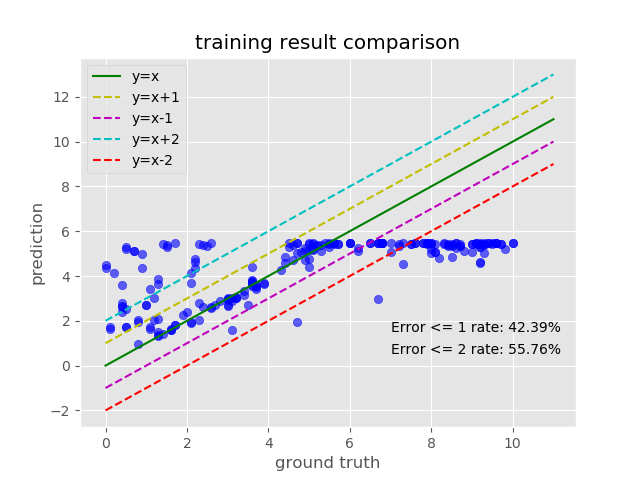 training result comparison
y=x
y=x+1
y=x-1
y=x+2
y=x-2
12
10
8
6
4
2
0
−2
prediction
Error <= 1 rate: 42.39%
Error <= 2 rate: 55.76%
0 2 4 6 8 10
ground truth